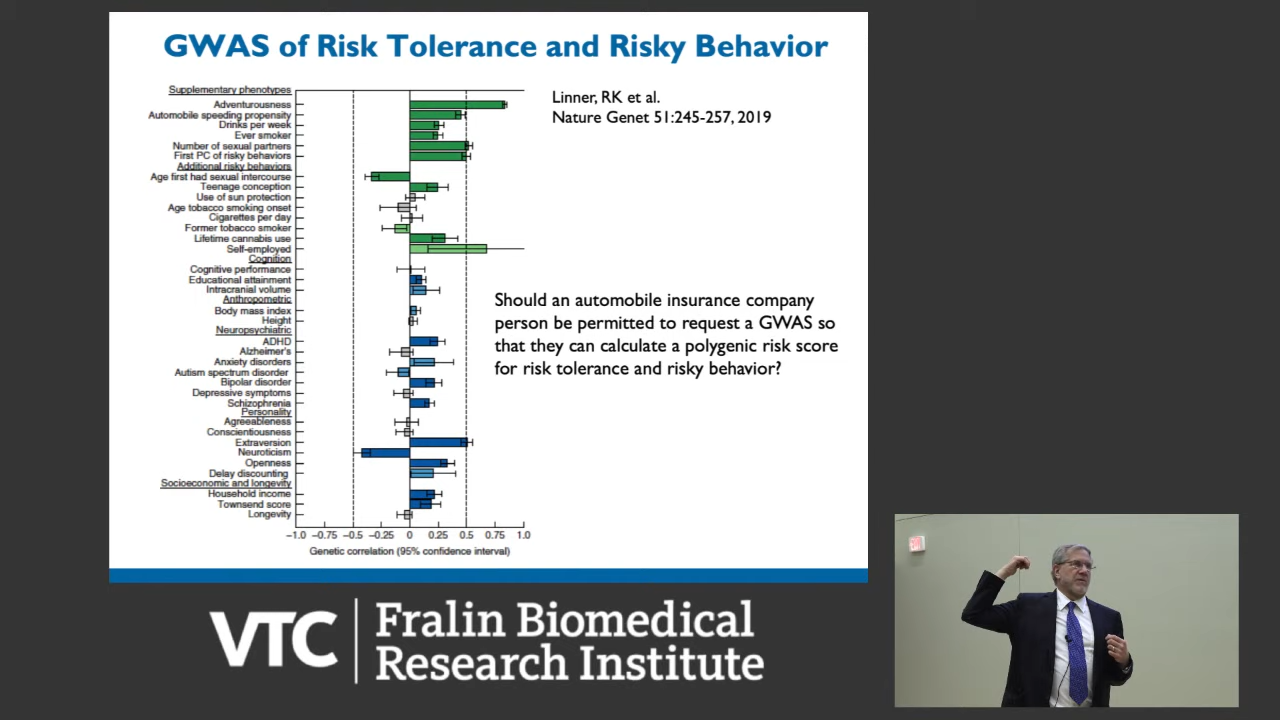 GWAS of Risk Tolerance and Risky Behavior
Linner, RK et al.
Nature Genet 51:245-257, 2019
Supplementary phenotypes
Adventurousness
Automobile speeding propensity
Drinks per week
Ever smoker
Number of sexual partners
First PC of risky behaviors
Additional risky behaviors
Age first had sexual intercourse
Teenage conception
Use of sun protection
Age tobacco smoking onset
Cigarettes per day
Former tobacco smoker
Lifetime cannabis use
Self-employed
Cognition
Cognitive performance
Educational attainment
Intracranial volume
Anthropometric
Body mass index
Height
Neuropsychiatric
ADHD
Alzheimer's
Anxiety disorders
Autism spectrum disorder
Bipolar disorder
Depressive symptoms
Schizophrenia
Personality
Agreeableness
Conscientiousness
Extraversion
Neuroticism
Openness
Delay discounting
Socioeconomic and longevity
Household income
Townsend score
Longevity
−1.0 −0.75 −0.5 −0.25 0 0.25 0.5 0.75 1.0
Genetic correlation (95% confidence interval)
Should an automobile insurance company
person be permitted to request a GWAS so
that they can calculate a polygenic risk score
for risk tolerance and risky behavior?
VTC
Fralin Biomedical
Research Institute